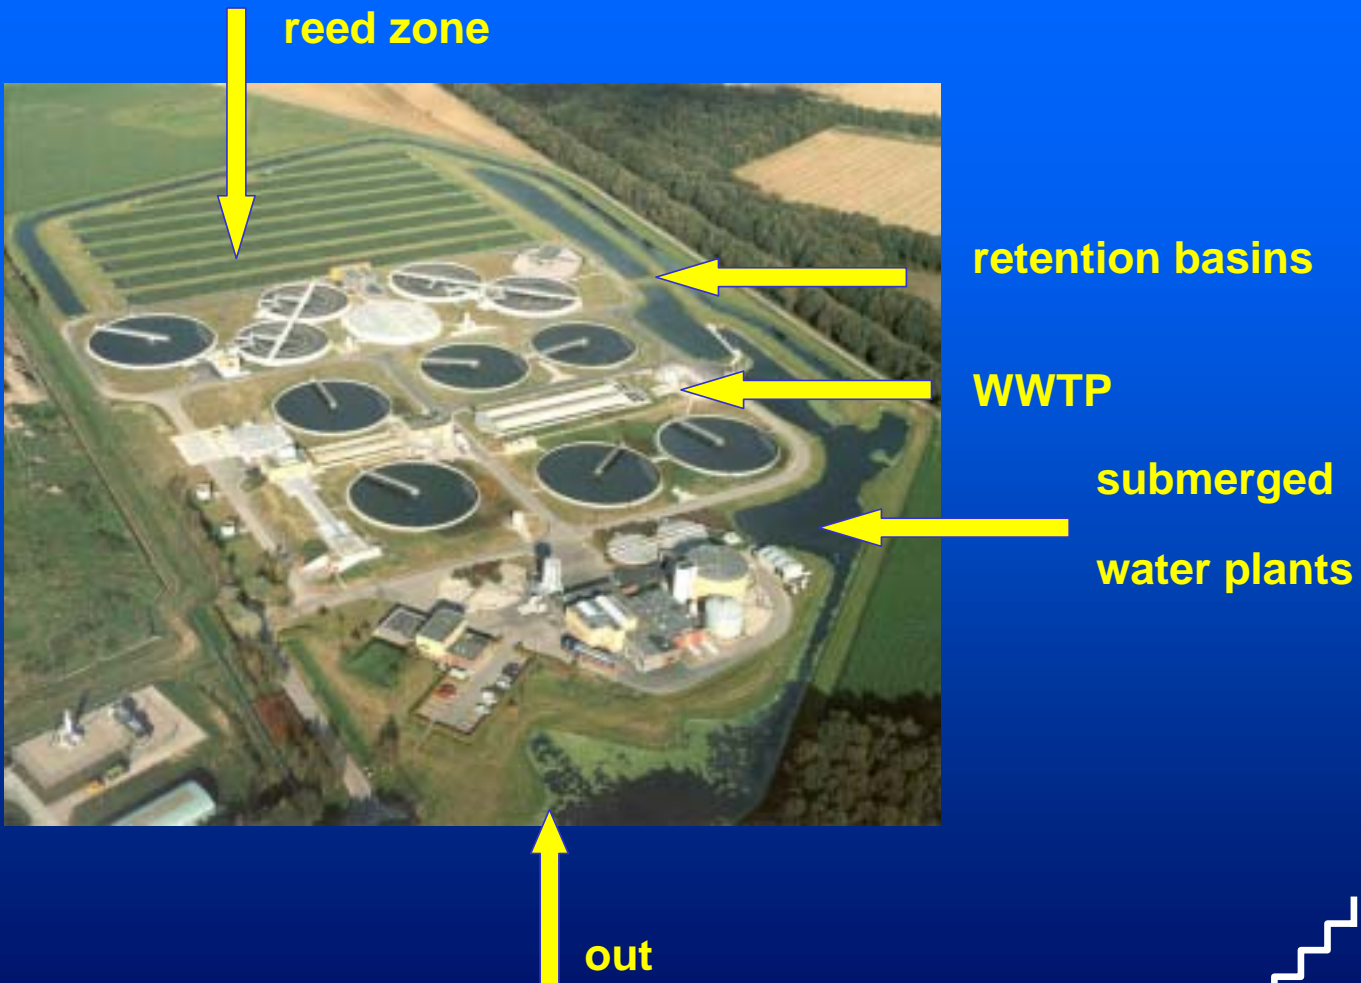 reed zone
retention basins
WWTP
submerged
water plants
out